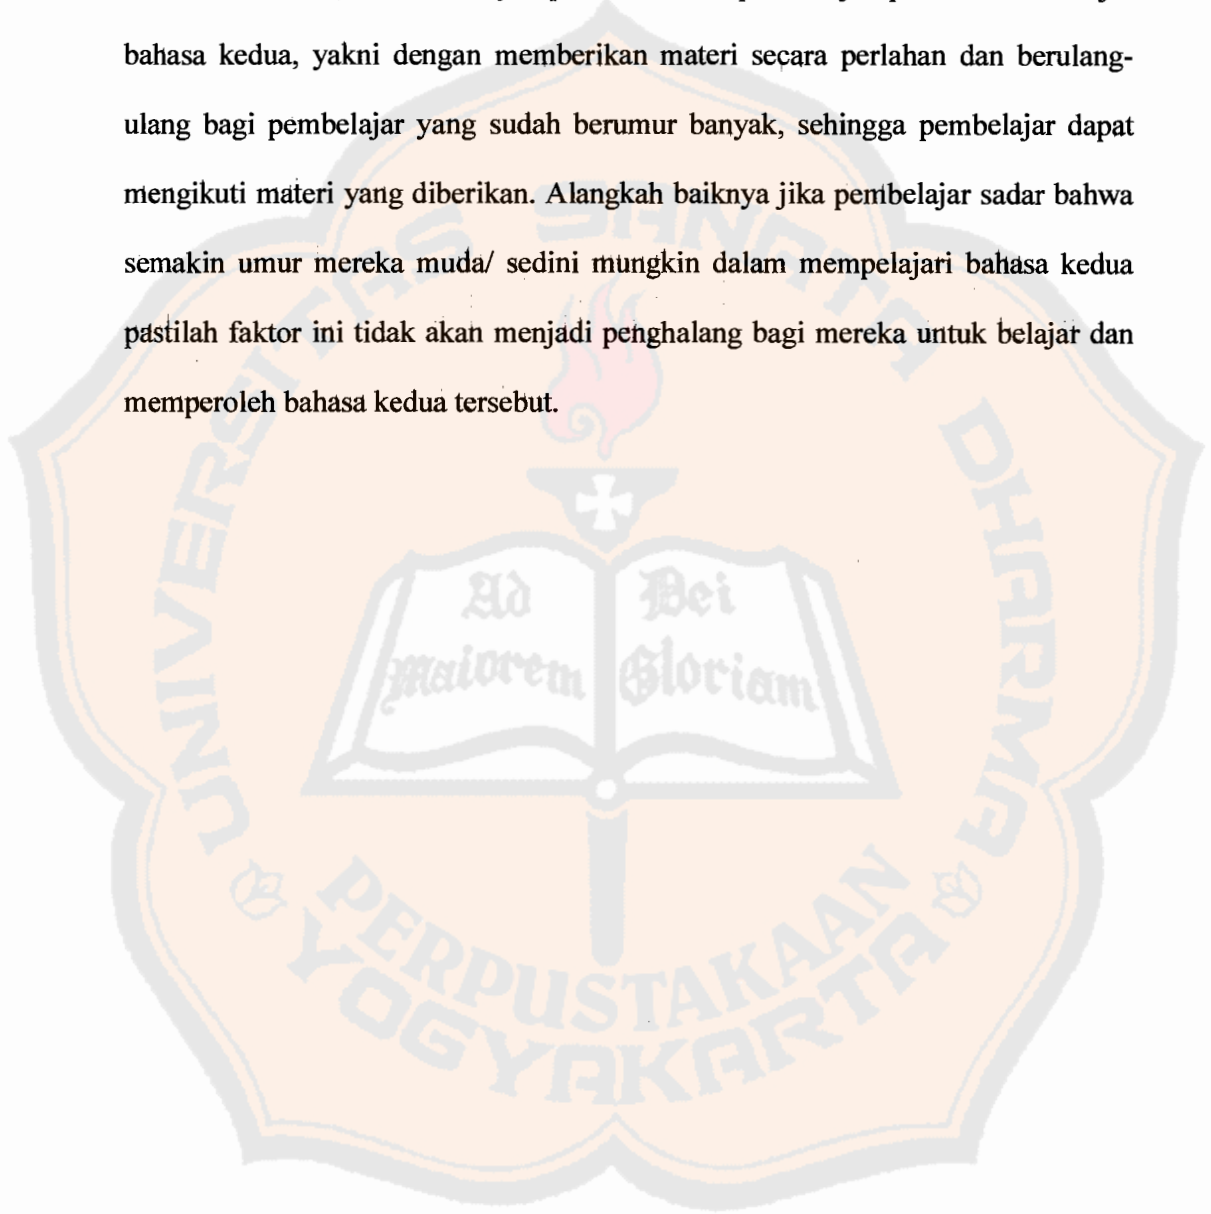 bahasa kedua, yakni dengan memberikan materi secara perlahan dan berulang-
ulang bagi pembelajar yang sudah berumur banyak, sehingga pembelajar dapat
mengikuti materi yang diberikan. Alangkah baiknya jika pembelajar sadar bahwa
semakin umur mereka muda/ sedini mungkin dalam mempelajari bahasa kedua
pastilah faktor ini tidak akan menjadi penghalang bagi mereka untuk belajar dan
memperoleh bahasa kedua tersebut.
UNIVERSITAS SANATA DHARMA
Ad Dei
Maiorem Gloriam
PERPUSTAKAAN
YOGYAKARTA